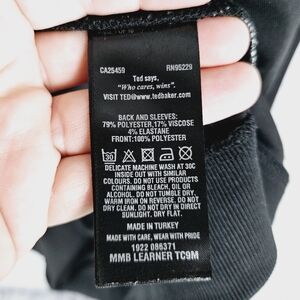 CA25459 RN95229
Ted says,
"Who cares, wins".
VISIT TED@www.tedbaker.com
BACK AND SLEEVES:
79% POLYESTER,17% VISCOSE
4% ELASTANE
FRONT:100% POLYESTER
30
DELICATE MACHINE WASH AT 30C
INSIDE OUT WITH SIMILAR
COLOURS. DO NOT USE PRODUCTS
CONTAINING BLEACH, OIL OR
ALCOHOL. DO NOT TUMBLE DRY.
WARM IRON ON REVERSE. DO NOT
DRY CLEAN. DO NOT DRY IN DIRECT
SUNLIGHT. DRY FLAT.
MADE IN TURKEY
MADE WITH CARE, WEAR WITH PRIDE
1922 086371
MMB LEARNER TC9M